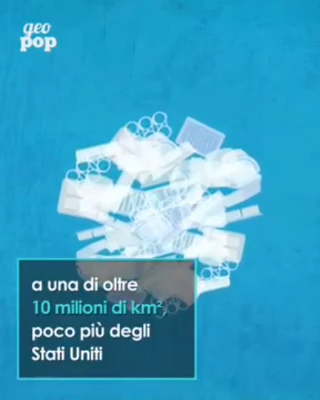 geo
pop
a una di oltre
10 milioni di km²,
poco più degli
Stati Uniti